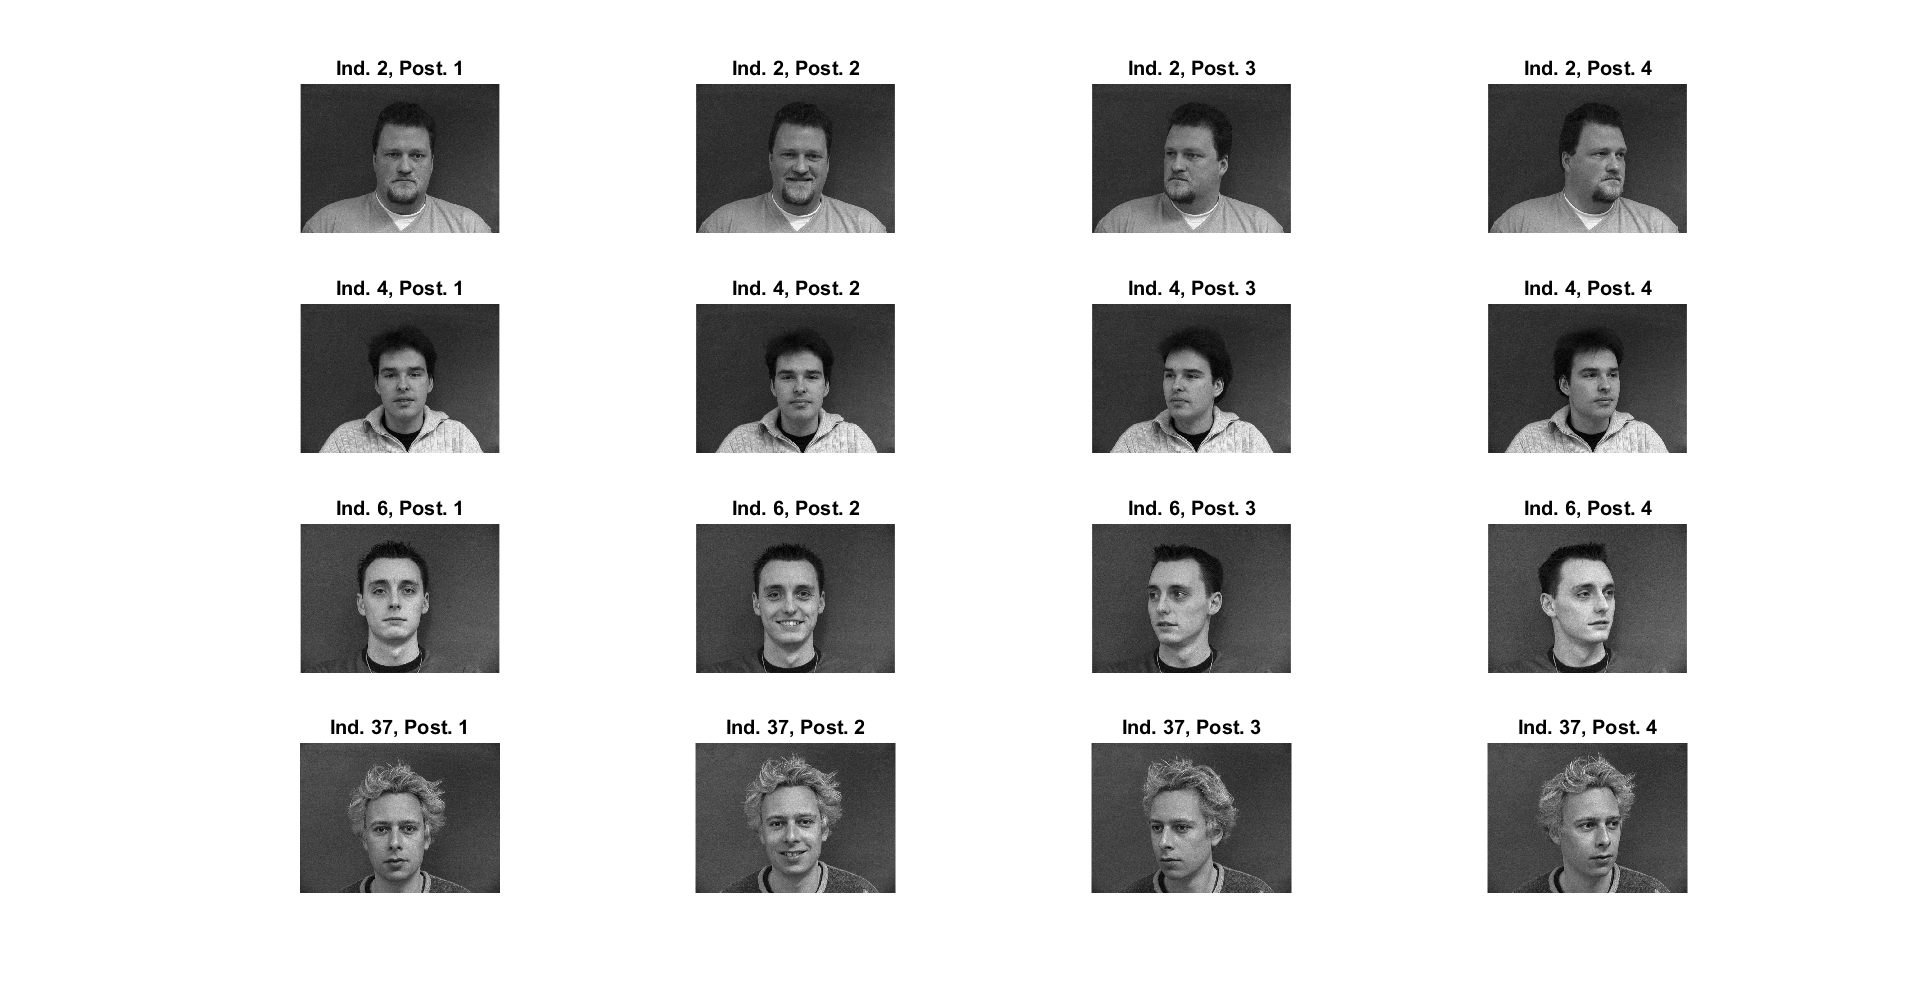 Ind. 2, Post. 1
Ind. 2, Post. 2
Ind. 2, Post. 3
Ind. 2, Post. 4
Ind. 4, Post. 1
Ind. 4, Post. 2
Ind. 4, Post. 3
Ind. 4, Post. 4
Ind. 6, Post. 1
Ind. 6, Post. 2
Ind. 6, Post. 3
Ind. 6, Post. 4
Ind. 37, Post. 1
Ind. 37, Post. 2
Ind. 37, Post. 3
Ind. 37, Post. 4